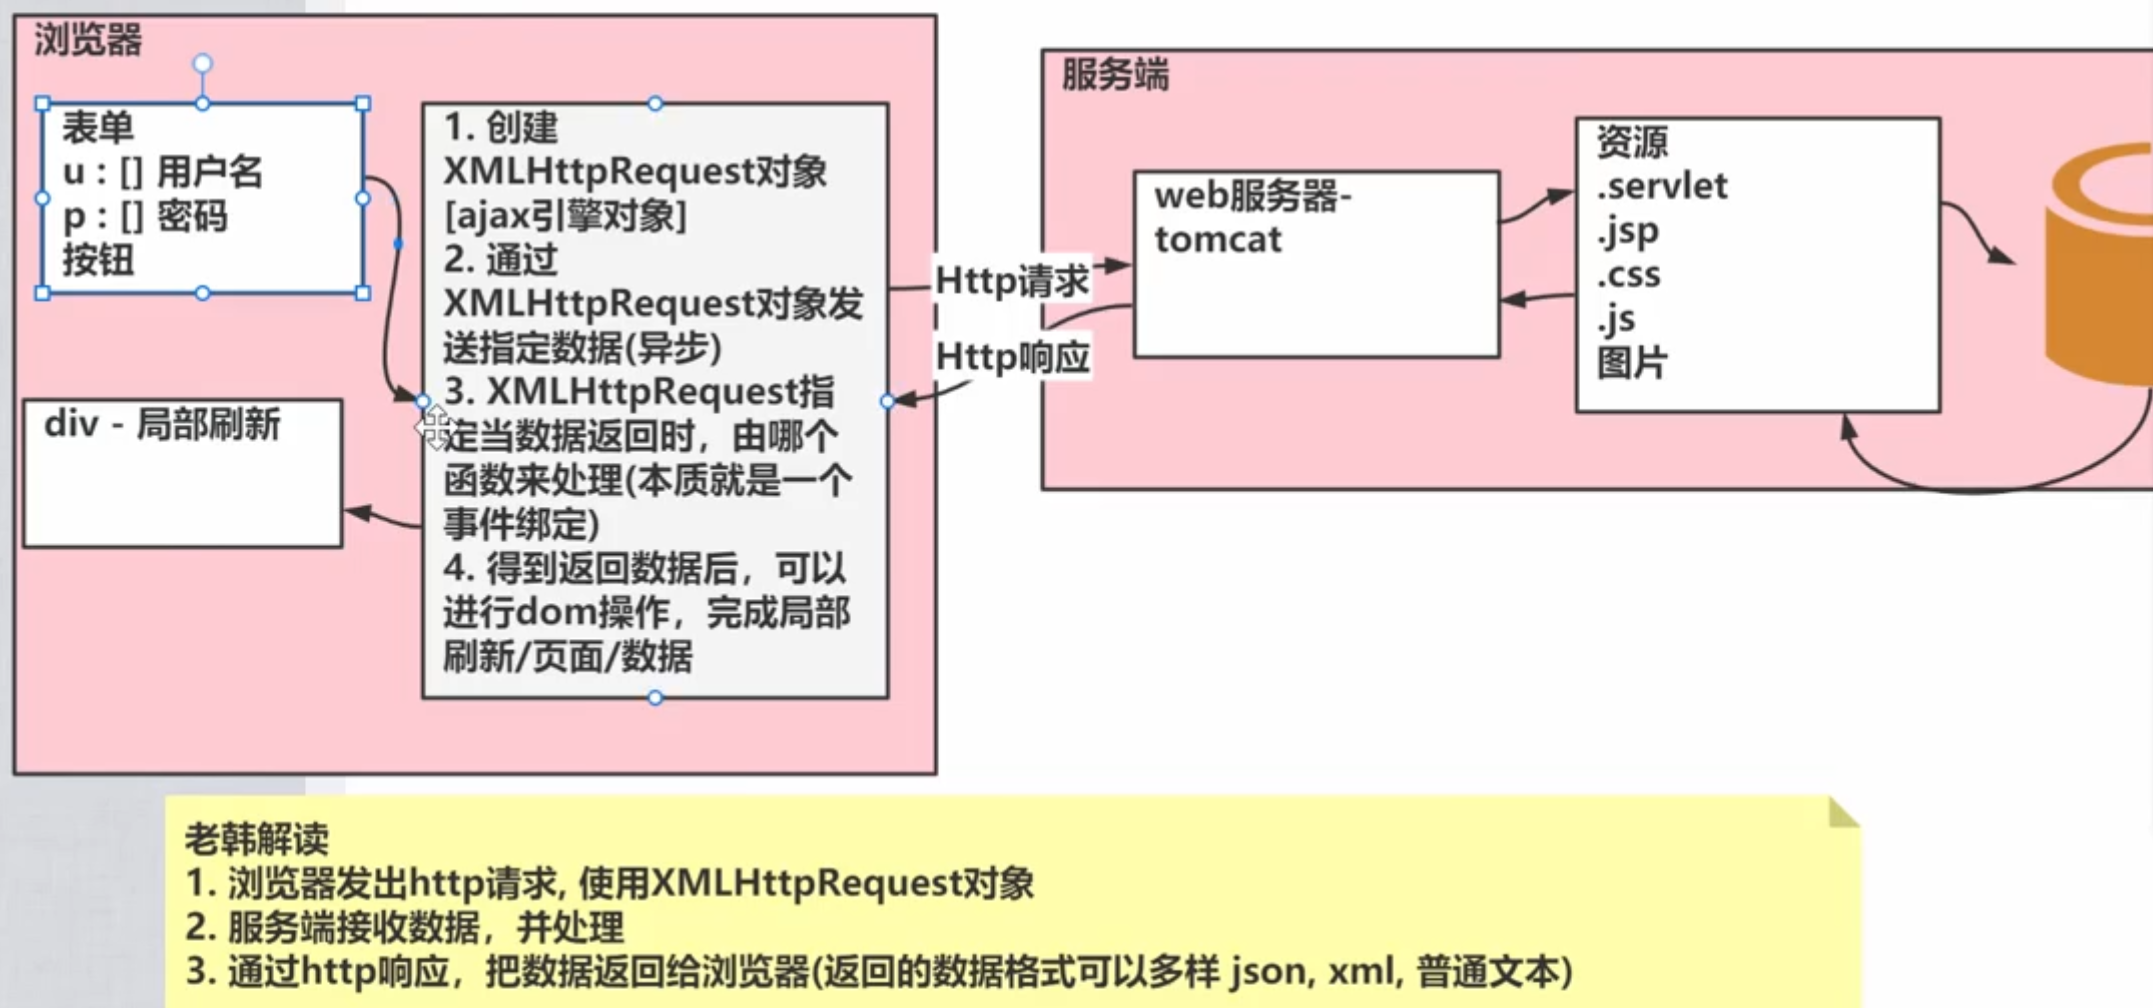 浏览器
表单
u : [] 用户名
p : [] 密码
按钮
div - 局部刷新
1. 创建
XMLHttpRequest对象
[ajax引擎对象]
2. 通过
XMLHttpRequest对象发
送指定数据(异步)
3. XMLHttpRequest指
定当数据返回时，由哪个
函数来处理(本质就是一个
事件绑定)
4. 得到返回数据后，可以
进行dom操作，完成局部
刷新/页面/数据
Http请求
Http响应
服务端
web服务器-
tomcat
资源
.servlet
.jsp
.css
.js
图片
老韩解读
1. 浏览器发出http请求, 使用XMLHttpRequest对象
2. 服务端接收数据，并处理
3. 通过http响应，把数据返回给浏览器(返回的数据格式可以多样 json, xml, 普通文本)